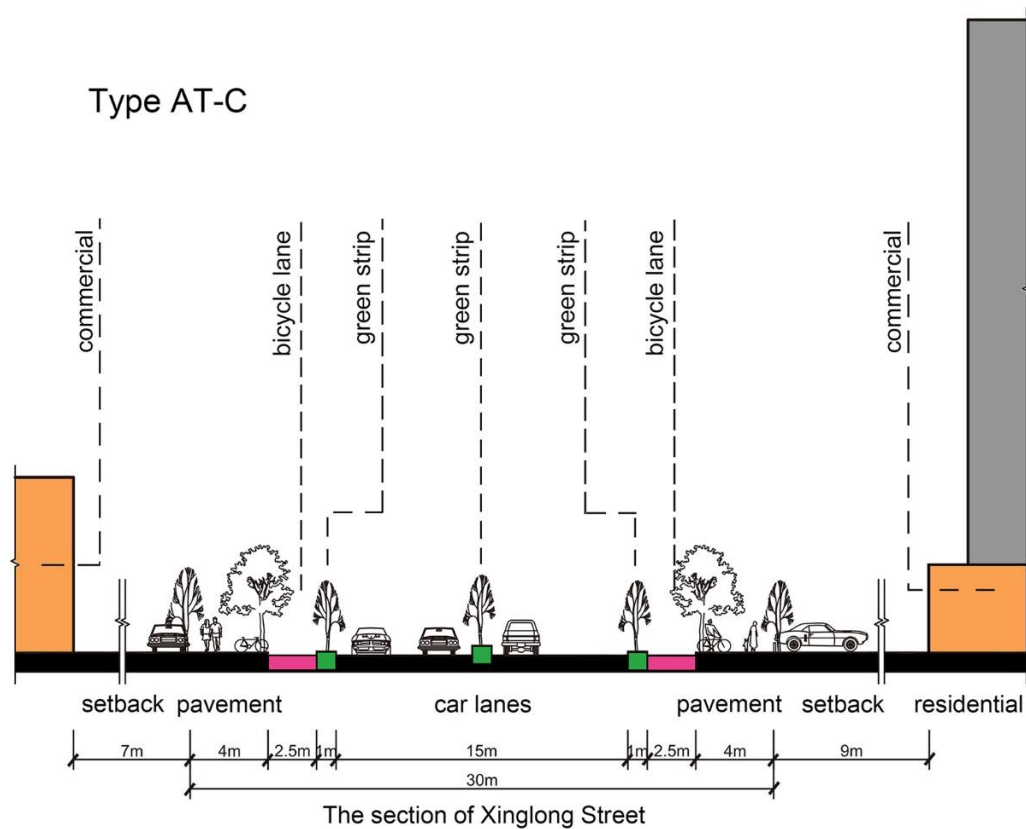 Type AT-C
commercial
bicycle lane
green strip
green strip
green strip
bicycle lane
commercial
setback pavement car lanes pavement setback residential
7m 4m 2.5m 1m 15m 1m 2.5m 4m 9m
30m
The section of Xinglong Street